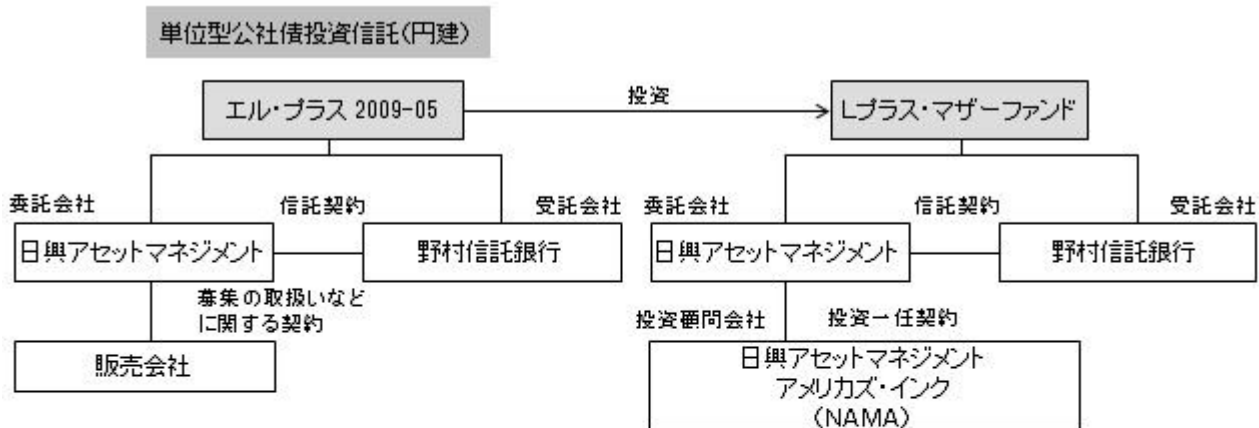 単位型公社債投資信託(円建)
エル・プラス 2009-05
投資
Lプラス・マザーファンド
委託会社
信託契約
受託会社
委託会社
信託契約
受託会社
日興アセットマネジメント
野村信託銀行
日興アセットマネジメント
野村信託銀行
募集の取扱いなど
に関する契約
投資顧問会社
投資一任契約
販売会社
日興アセットマネジメント
アメリカズ・インク
(NAMA)